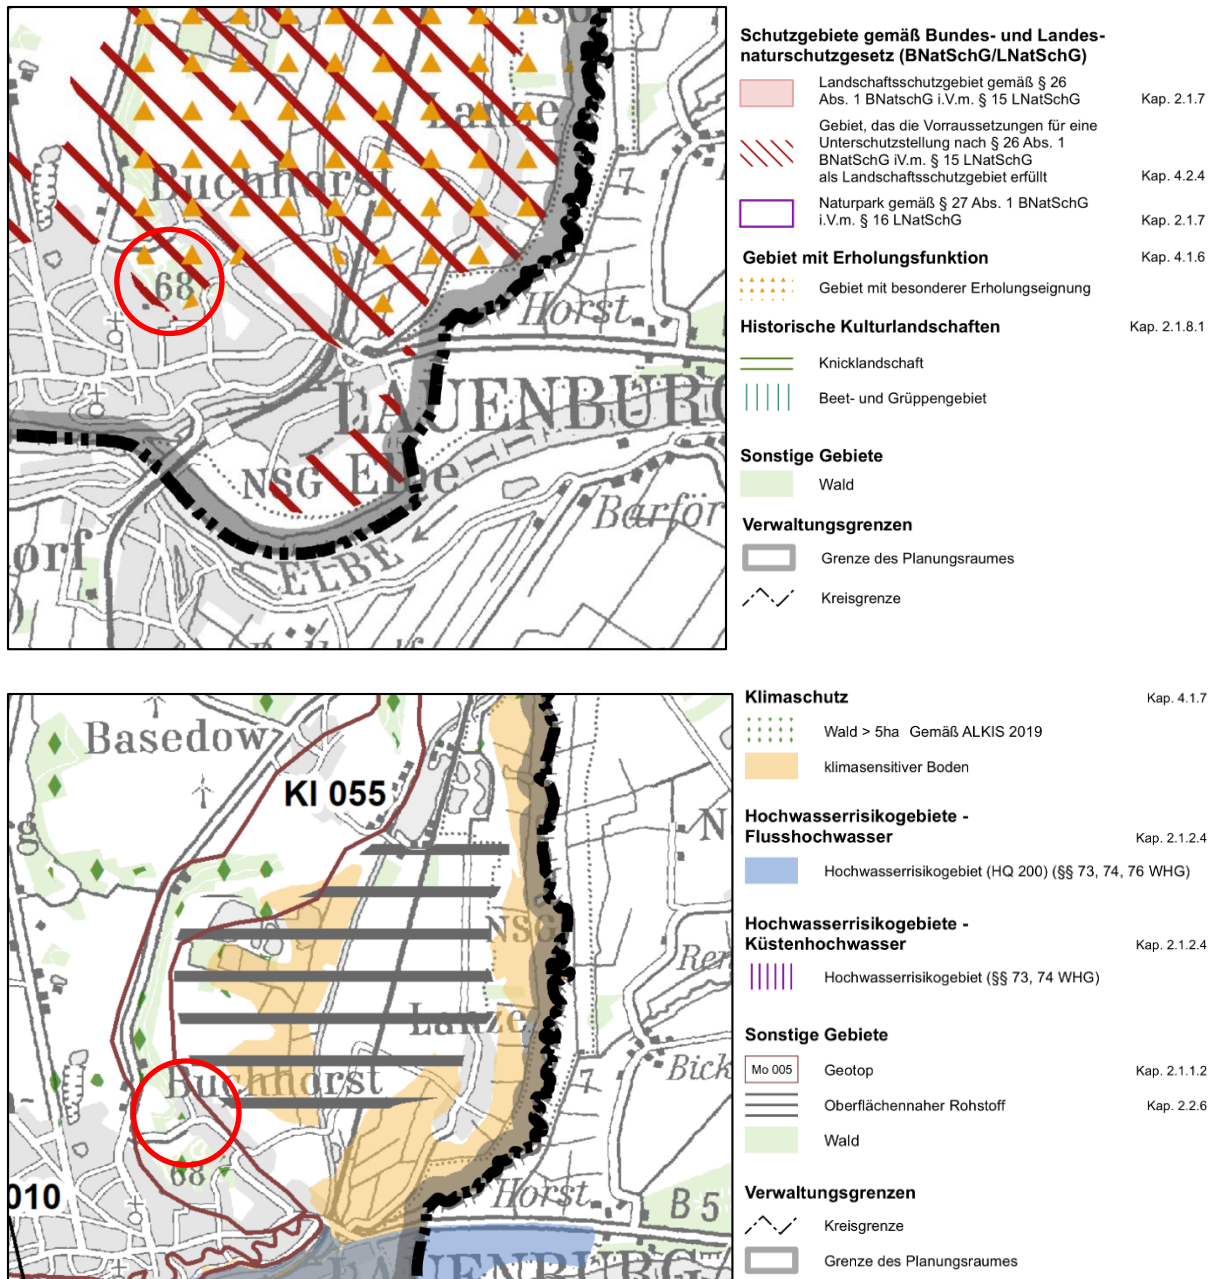 NSG
Lanze
Buchhorst
7
68
Horst
LAUENBURG
NSG
Elbe
Barför
ELBE
orf
Schutzgebiete gemäß Bundes- und Landes-
naturschutzgesetz (BNatSchG/LNatSchG)
Landschaftsschutzgebiet gemäß § 26
Abs. 1 BNatschG i.V.m. § 15 LNatSchG Kap. 2.1.7
Gebiet, das die Vorraussetzungen für eine
Unterschutzstellung nach § 26 Abs. 1
BNatSchG iV.m. § 15 LNatSchG
als Landschaftsschutzgebiet erfüllt Kap. 4.2.4
Naturpark gemäß § 27 Abs. 1 BNatSchG
i.V.m. § 16 LNatSchG Kap. 2.1.7
Gebiet mit Erholungsfunktion Kap. 4.1.6
Gebiet mit besonderer Erholungseignung
Historische Kulturlandschaften Kap. 2.1.8.1
Knicklandschaft
Beet- und Grüppengebiet
Sonstige Gebiete
Wald
Verwaltungsgrenzen
Grenze des Planungsraumes
Kreisgrenze
Basedow
KI 055
g
N
NSG
Ren
Lanze
Buchhorst
Bick
7
68
010
Horst
B 5
LAUENBURG
Klimaschutz Kap. 4.1.7
Wald > 5ha Gemäß ALKIS 2019
klimasensitiver Boden
Hochwasserrisikogebiete -
Flusshochwasser Kap. 2.1.2.4
Hochwasserrisikogebiet (HQ 200) (§§ 73, 74, 76 WHG)
Hochwasserrisikogebiete -
Küstenhochwasser Kap. 2.1.2.4
Hochwasserrisikogebiet (§§ 73, 74 WHG)
Sonstige Gebiete
Mo 005 Geotop Kap. 2.1.1.2
Oberflächennaher Rohstoff Kap. 2.2.6
Wald
Verwaltungsgrenzen
Kreisgrenze
Grenze des Planungsraumes